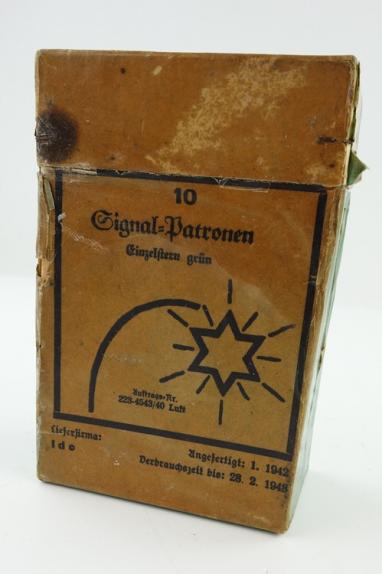 10
Signal-Patronen
Einzelstern grün
Auftrags-Nr.
223-4543/40 Luft
Lieferfirma:
ldo
Angefertigt: 1. 1942
Verbrauchszeit bis: 28. 2. 1948